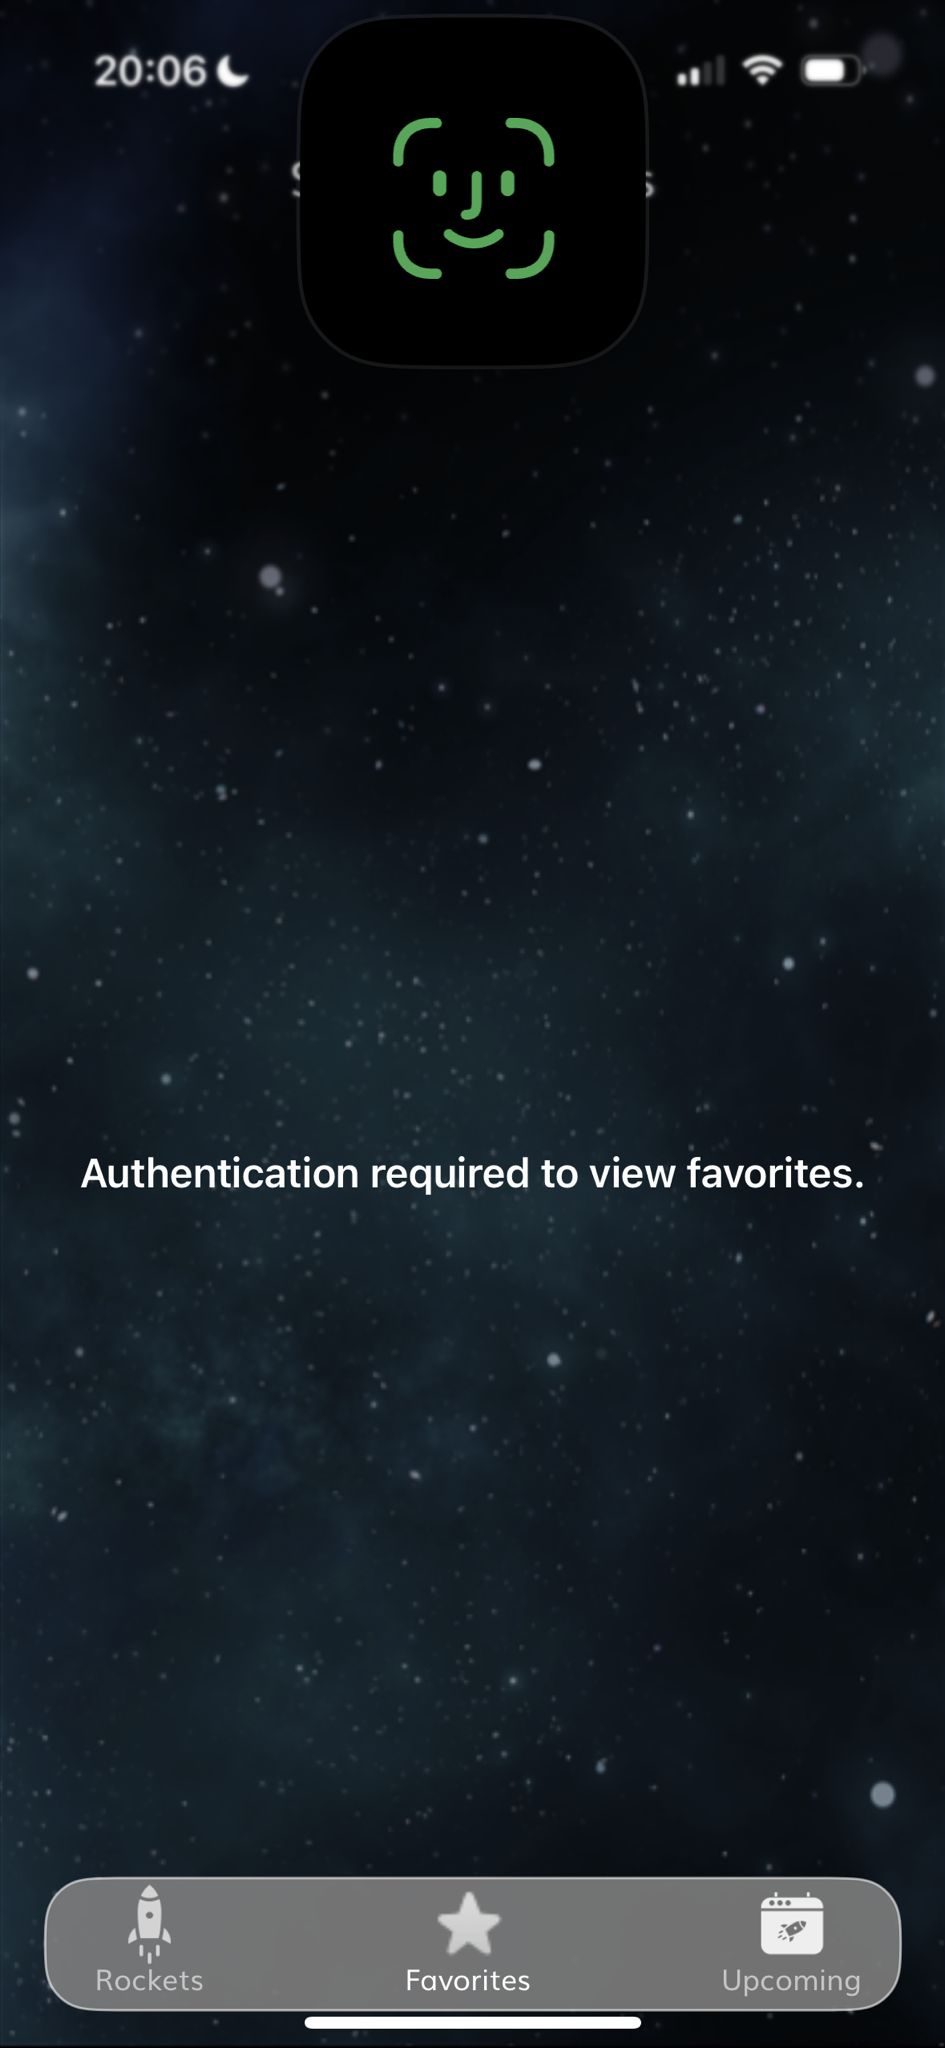 20:06
Authentication required to view favorites.
Rockets
Favorites
Upcoming